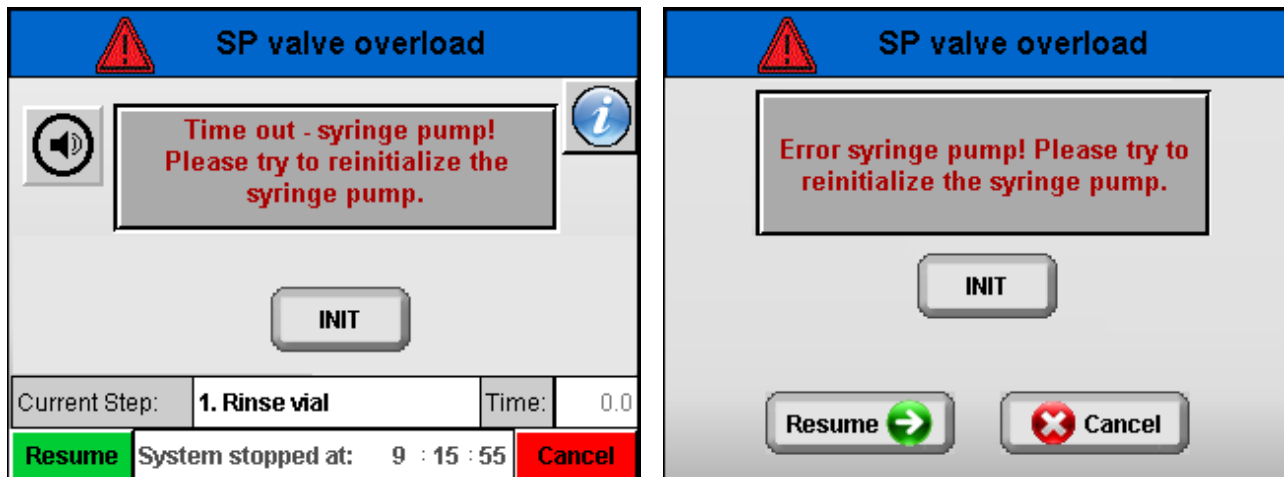 SP valve overload
Time out - syringe pump!
Please try to reinitialize the
syringe pump.
INIT
Current Step: 1. Rinse vial Time: 0.0
Resume System stopped at: 9 : 15 : 55 Cancel
SP valve overload
Error syringe pump! Please try to
reinitialize the syringe pump.
INIT
Resume Cancel